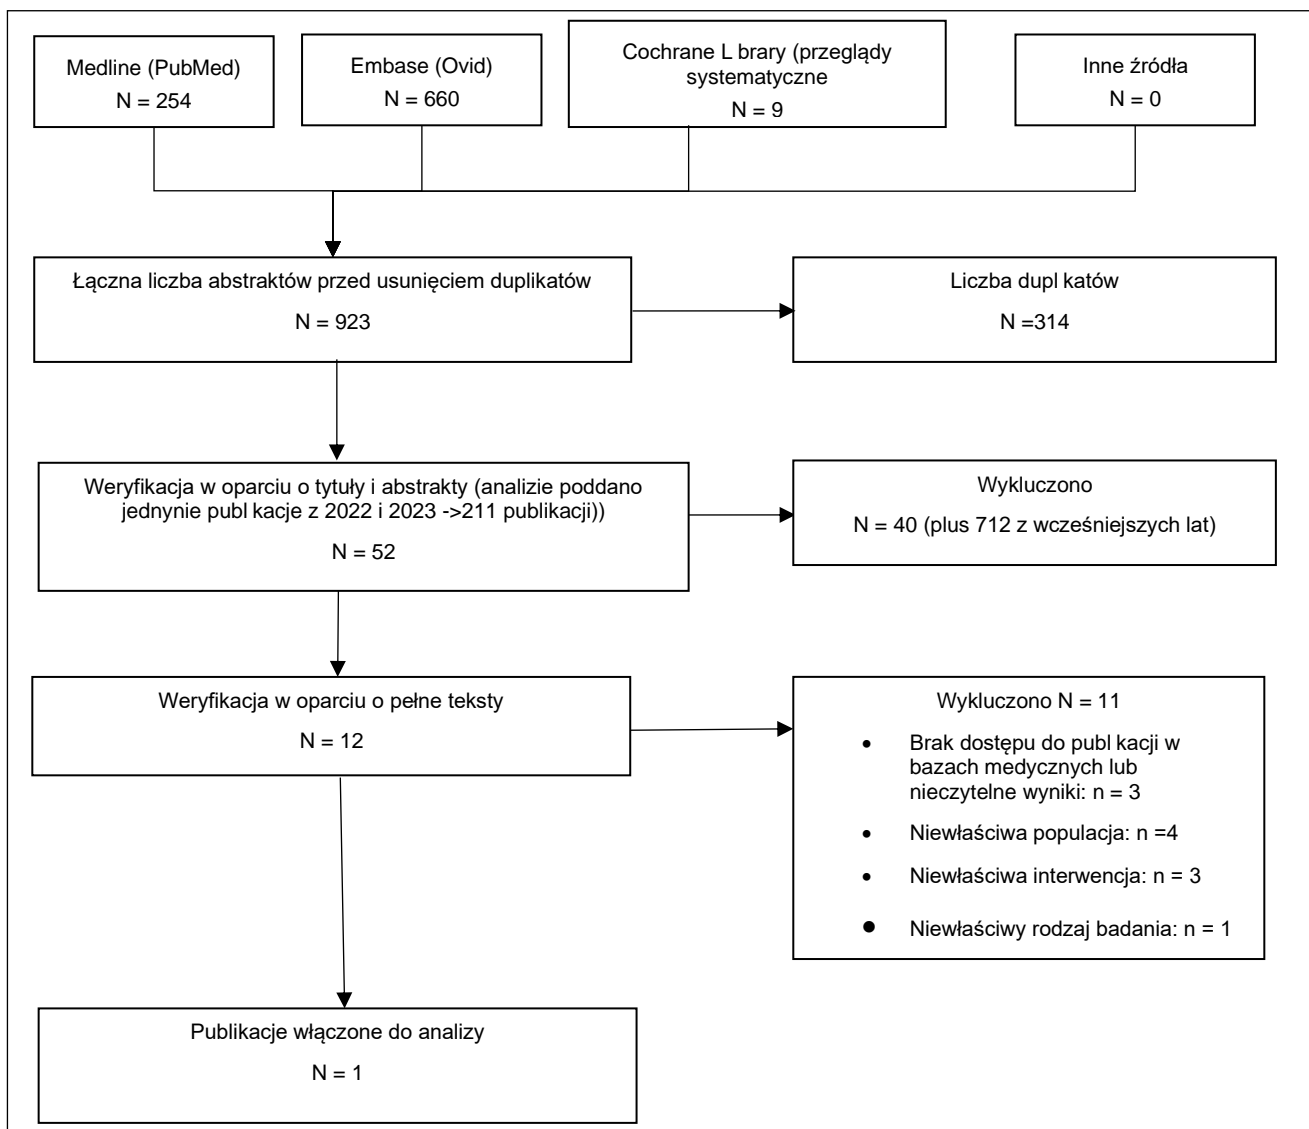 Medline (PubMed)
N = 254
Embase (Ovid)
N = 660
Cochrane L brary (przeglądy
systematyczne
N = 9
Inne źródła
N = 0
Łączna liczba abstraktów przed usunięciem duplikatów
N = 923
Liczba dupl katów
N =314
Weryfikacja w oparciu o tytuły i abstrakty (analizie poddano
jednynie publ kacje z 2022 i 2023 ->211 publikacji))
N = 52
Wykluczono
N = 40 (plus 712 z wcześniejszych lat)
Weryfikacja w oparciu o pełne teksty
N = 12
Wykluczono N = 11
• Brak dostępu do publ kacji w
bazach medycznych lub
nieczytelne wyniki: n = 3
• Niewłaściwa populacja: n =4
• Niewłaściwa interwencja: n = 3
• Niewłaściwy rodzaj badania: n = 1
Publikacje włączone do analizy
N = 1